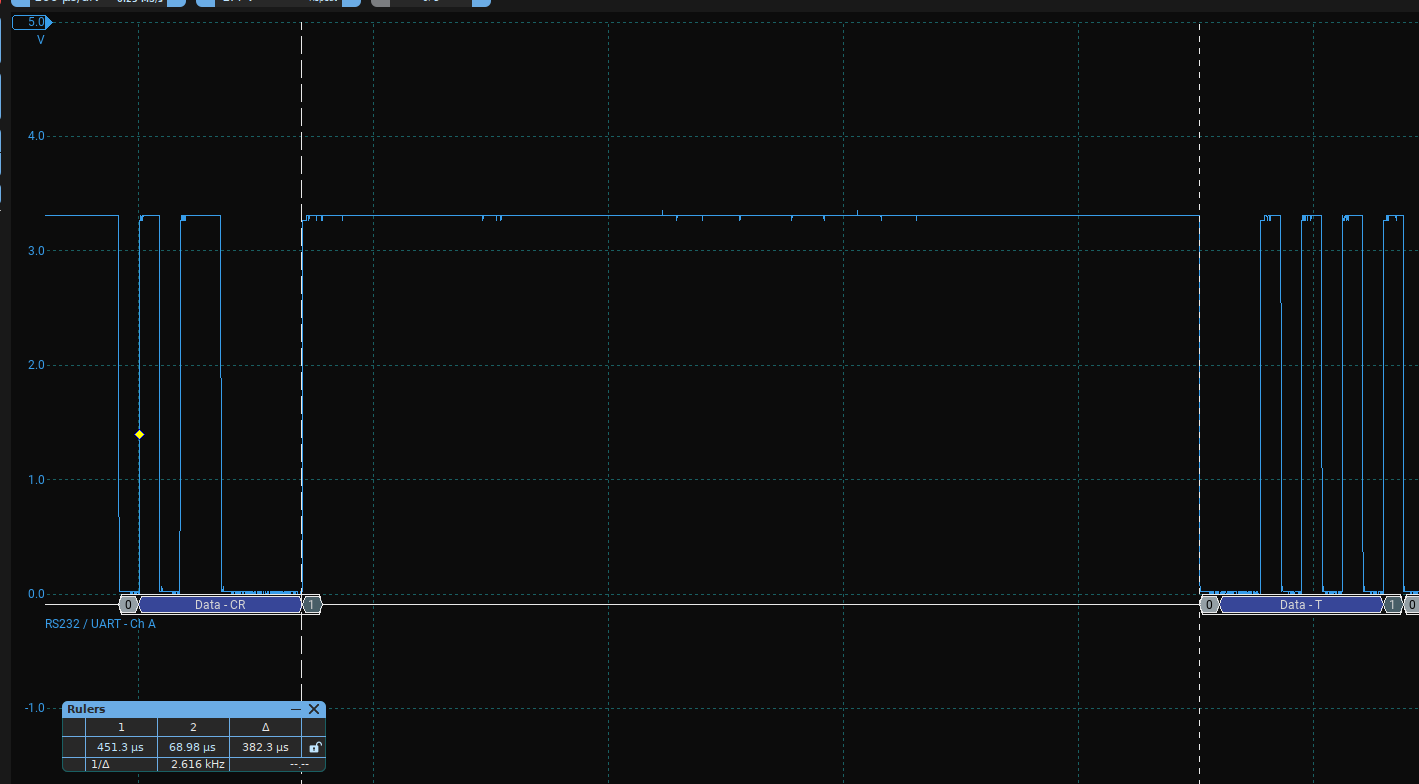 5.0
V
4.0
3.0
2.0
1.0
0.0
0 Data - CR 1 0 Data - T 1 0
RS232 / UART - Ch A
-1.0
Rulers
1 2 Δ
451.3 µs 68.98 µs 382.3 µs
1/Δ 2.616 kHz --.--